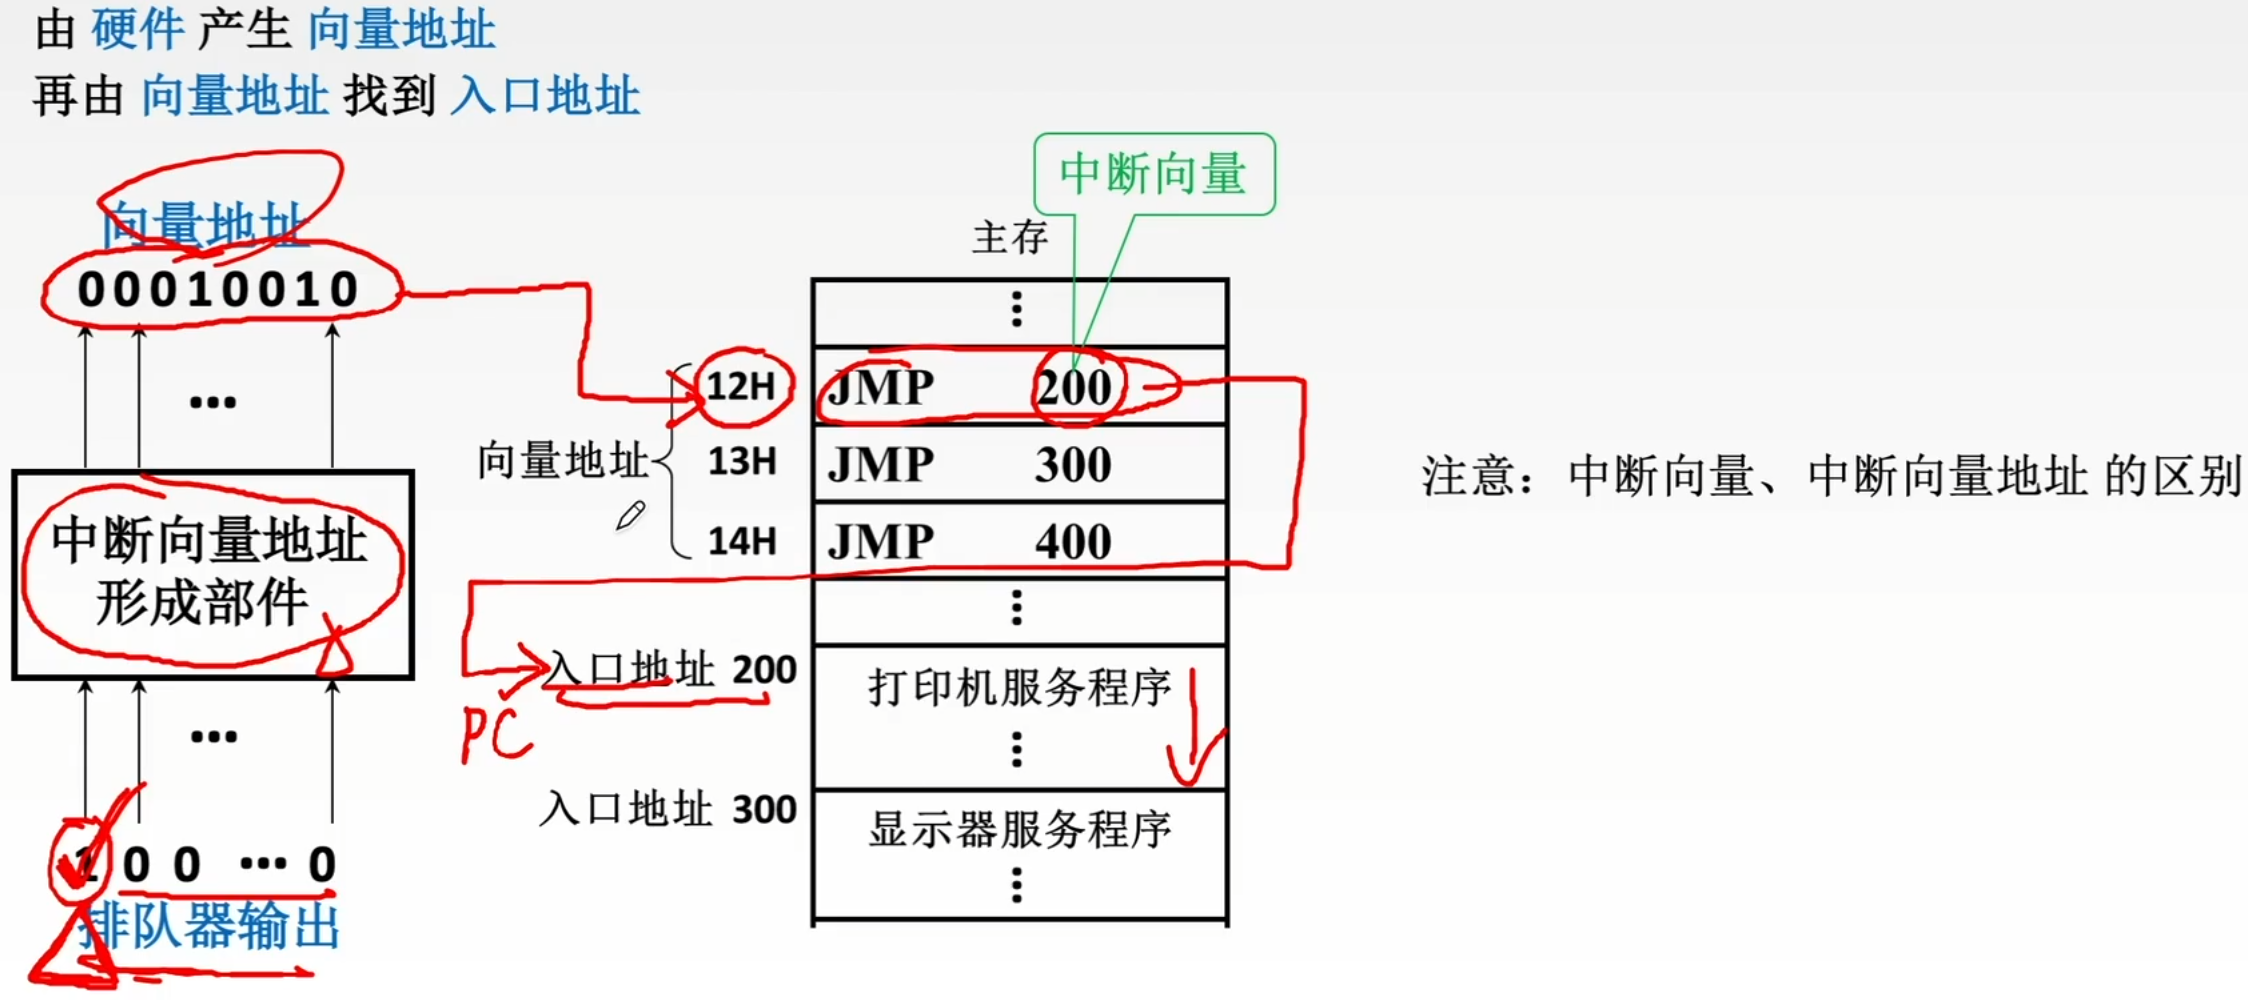 由 硬件 产生 向量地址
再由 向量地址 找到 入口地址
中断向量
向量地址
主存
00010010
12H JMP 200
向量地址 13H JMP 300
14H JMP 400
注意：中断向量、中断向量地址 的区别
中断向量地址
形成部件
入口地址 200 打印机服务程序
PC
入口地址 300 显示器服务程序
1 0 0 … 0
排队器输出